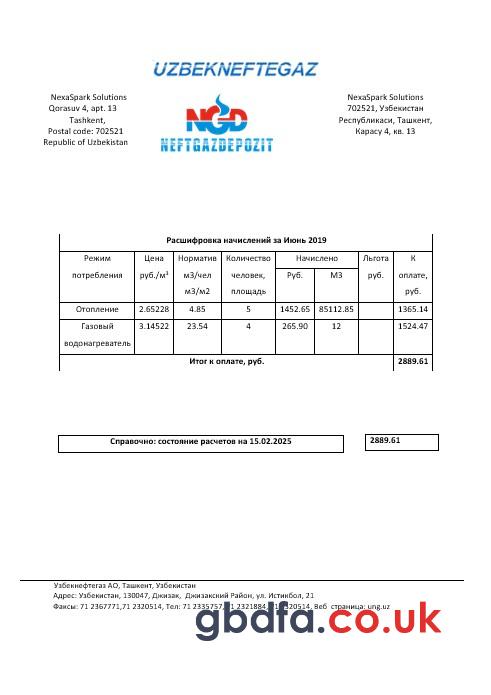 UZBEKNEFTEGAZ
NexaSpark Solutions
Qorasuv 4, apt. 13
Tashkent,
Postal code: 702521
Republic of Uzbekistan
NGD
NEFTGAZDEPOZIT
NexaSpark Solutions
702521, Узбекистан
Республикаси, Ташкент,
Карасу 4, кв. 13
Расшифровка начислений за Июнь 2019
Режим потребления Цена руб./м³ Норматив м3/чел м3/м2 Количество человек, площадь Начислено Руб. М3 Льгота руб. К оплате, руб.
Отопление 2.65228 4.85 5 1452.65 85112.85 1365.14
Газовый водонагреватель 3.14522 23.54 4 265.90 12 1524.47
Итог к оплате, руб. 2889.61
Справочно: состояние расчетов на 15.02.2025 2889.61
Узбекнефтегаз АО, Ташкент, Узбекистан
Адрес: Узбекистан, 130047, Джизак, Джизакский Район, ул. Истикбол, 21
Факсы: 71 2367771,71 2320514, Тел: 71 2335757, 71 2321884, 71 2320514, Веб страница: ung.uz
gbdfa.co.uk